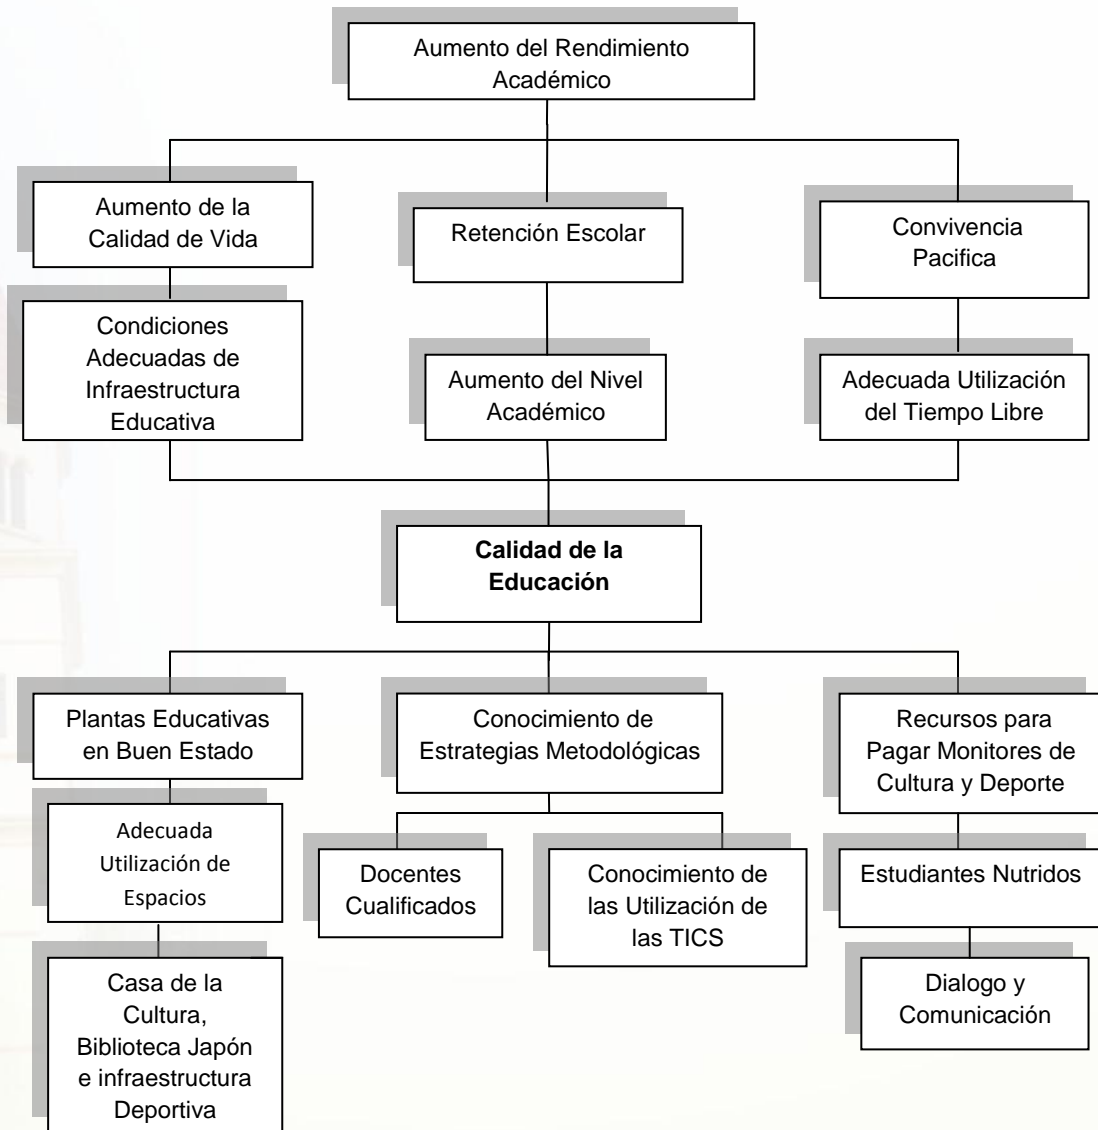 Aumento del Rendimiento
Académico
Aumento de la
Calidad de Vida
Retención Escolar
Convivencia
Pacifica
Condiciones
Adecuadas de
Infraestructura
Educativa
Aumento del Nivel
Académico
Adecuada Utilización
del Tiempo Libre
Calidad de la
Educación
Plantas Educativas
en Buen Estado
Conocimiento de
Estrategias Metodológicas
Recursos para
Pagar Monitores de
Cultura y Deporte
Adecuada
Utilización de
Espacios
Docentes
Cualificados
Conocimiento de
las Utilización de
las TICS
Estudiantes Nutridos
Casa de la
Cultura,
Biblioteca Japón
e infraestructura
Deportiva
Dialogo y
Comunicación